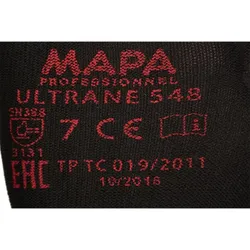 MAPA
PROFESSIONNEL
ULTRANE 548
EN388
7 CE
3131
EAC TP TC 019/2011
10/2016